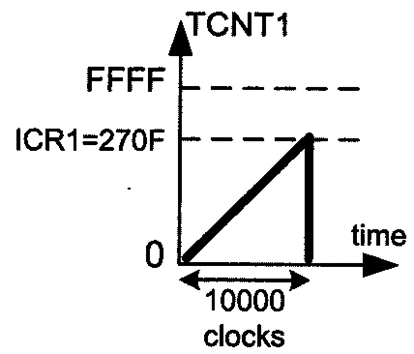 TCNT1
FFFF
ICR1=270F
0
time
10000
clocks